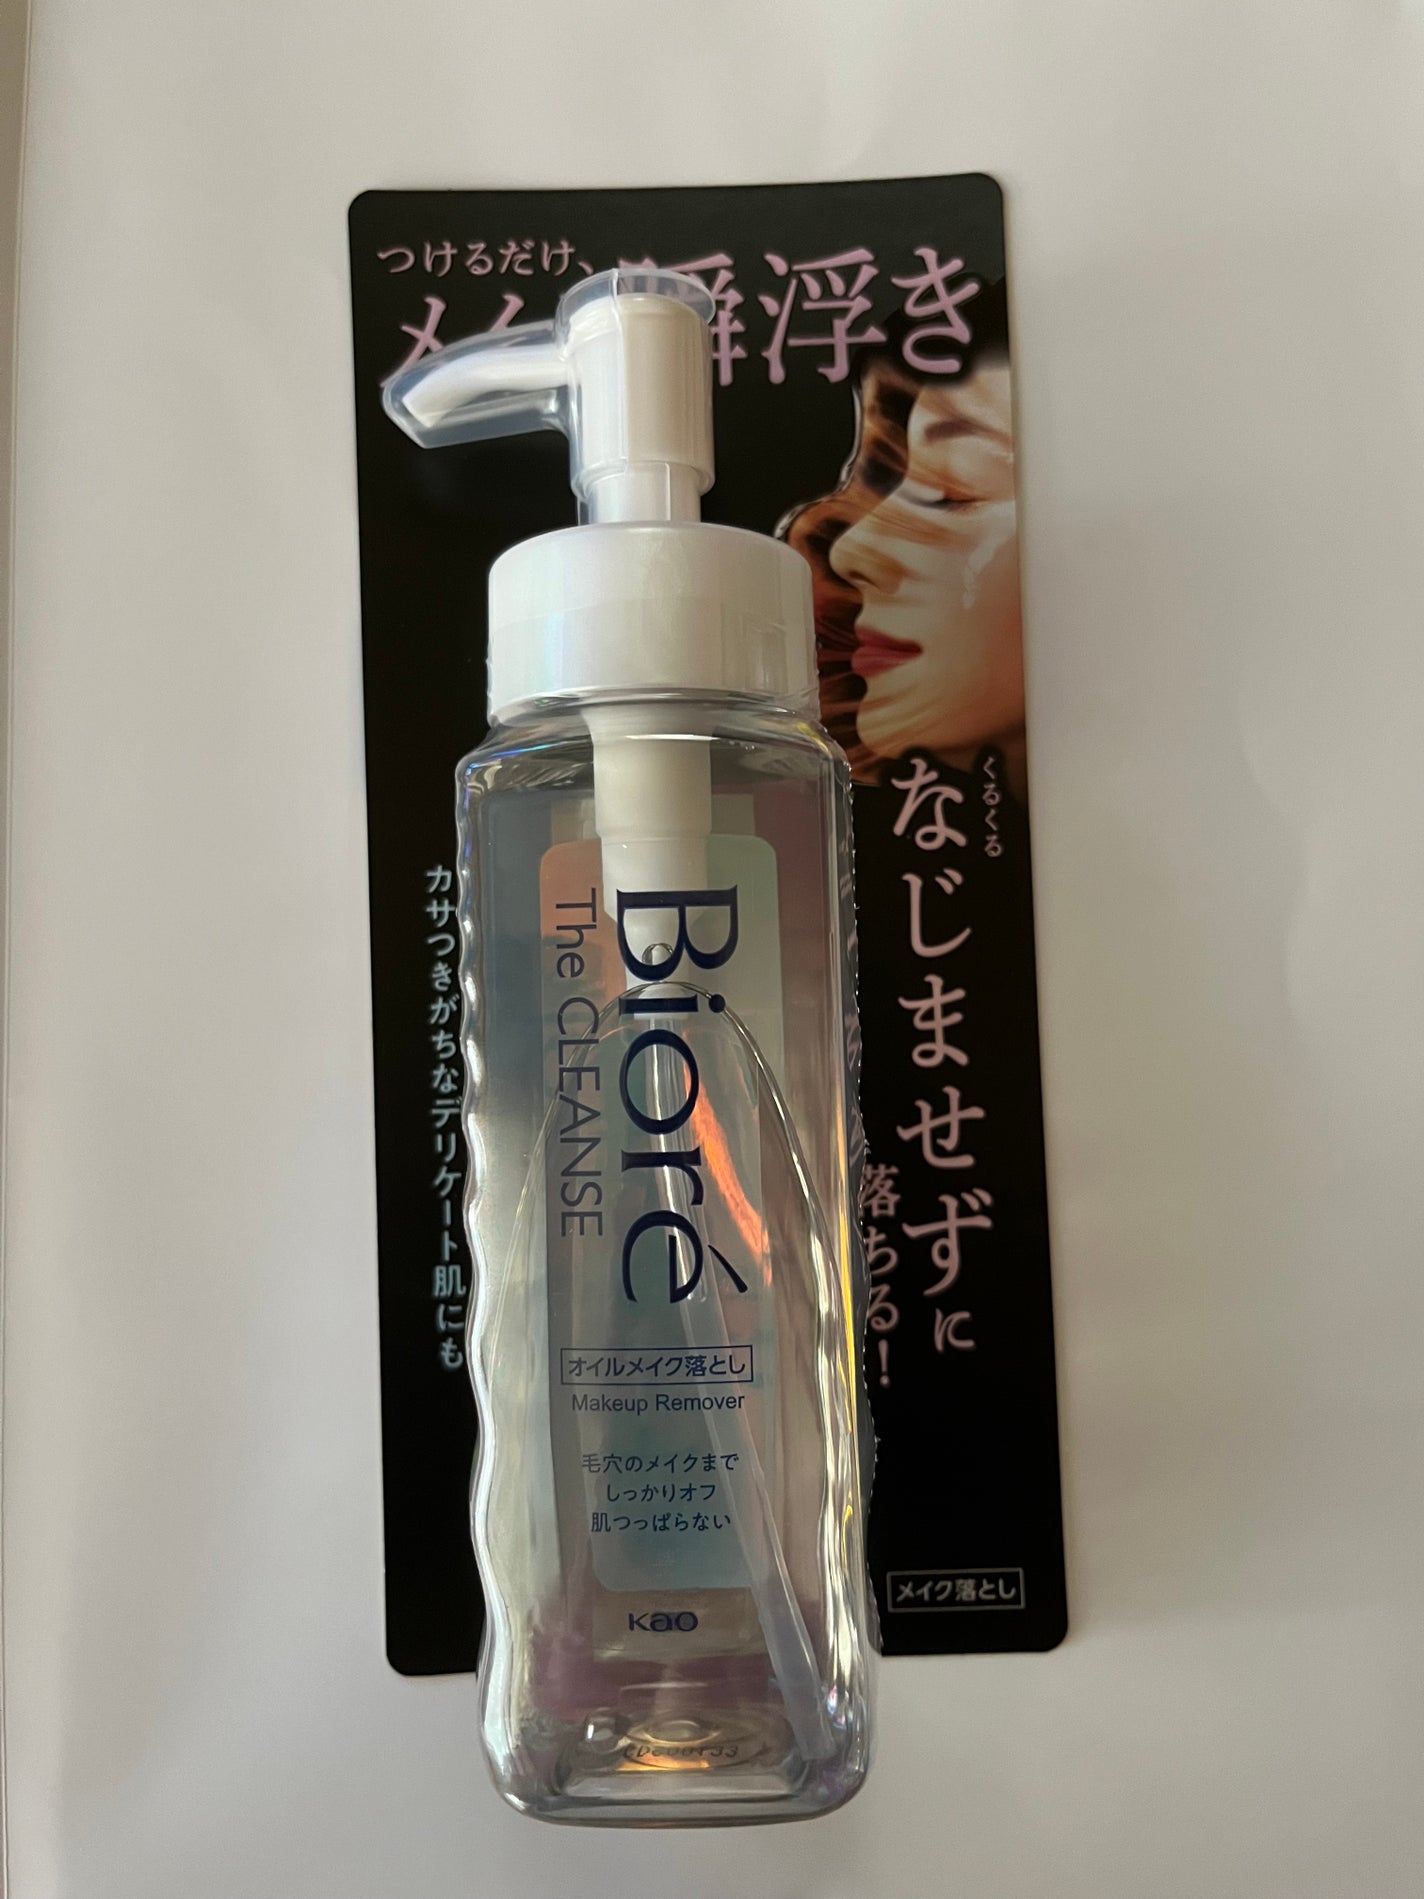 つけるだけ、
メイク瞬浮き
くるくる
なじませずに
落ちる!
カサつきがちなデリケート肌にも
Bioré
The CLEANSE
オイルメイク落とし
Makeup Remover
毛穴のメイクまで
しっかりオフ
肌つっぱらない
Kao
メイク落とし